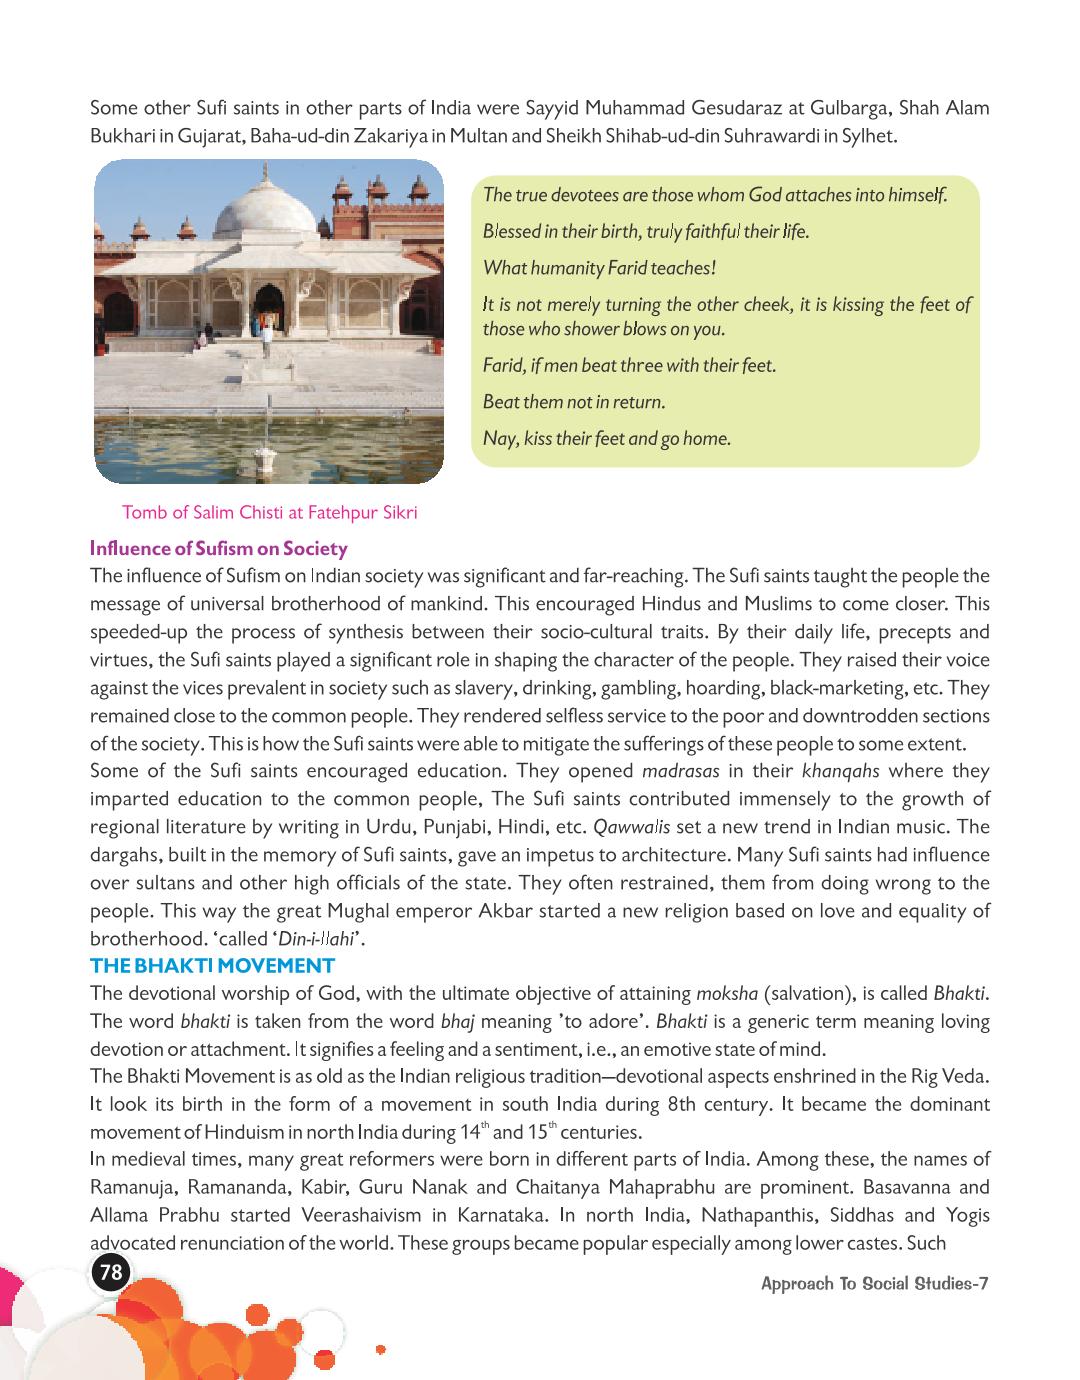 Some other Sufi saints in other parts of India were Sayyid Muhammad Gesudaraz at Gulbarga, Shah Alam
Bukhari in Gujarat, Baha-ud-din Zakariya in Multan and Sheikh Shihab-ud-din Suhrawardi in Sylhet.
The true devotees are those whom God attaches into himself.
Blessed in their birth, truly faithful their life.
What humanity Farid teaches!
It is not merely turning the other cheek, it is kissing the feet of
those who shower blows on you.
Farid, if men beat three with their feet.
Beat them not in return.
Nay, kiss their feet and go home.
Tomb of Salim Chisti at Fatehpur Sikri
Influence of Sufism on Society
The influence of Sufism on Indian society was significant and far-reaching. The Sufi saints taught the people the
message of universal brotherhood of mankind. This encouraged Hindus and Muslims to come closer. This
speeded-up the process of synthesis between their socio-cultural traits. By their daily life, precepts and
virtues, the Sufi saints played a significant role in shaping the character of the people. They raised their voice
against the vices prevalent in society such as slavery, drinking, gambling, hoarding, black-marketing, etc. They
remained close to the common people. They rendered selfless service to the poor and downtrodden sections
of the society. This is how the Sufi saints were able to mitigate the sufferings of these people to some extent.
Some of the Sufi saints encouraged education. They opened madrasas in their khanqahs where they
imparted education to the common people, The Sufi saints contributed immensely to the growth of
regional literature by writing in Urdu, Punjabi, Hindi, etc. Qawwalis set a new trend in Indian music. The
dargahs, built in the memory of Sufi saints, gave an impetus to architecture. Many Sufi saints had influence
over sultans and other high officials of the state. They often restrained, them from doing wrong to the
people. This way the great Mughal emperor Akbar started a new religion based on love and equality of
brotherhood. ‘called ‘Din-i-Ilahi’.
THE BHAKTI MOVEMENT
The devotional worship of God, with the ultimate objective of attaining moksha (salvation), is called Bhakti.
The word bhakti is taken from the word bhaj meaning ’to adore’. Bhakti is a generic term meaning loving
devotion or attachment. It signifies a feeling and a sentiment, i.e., an emotive state of mind.
The Bhakti Movement is as old as the Indian religious tradition—devotional aspects enshrined in the Rig Veda.
It look its birth in the form of a movement in south India during 8th century. It became the dominant
movement of Hinduism in north India during 14th and 15th centuries.
In medieval times, many great reformers were born in different parts of India. Among these, the names of
Ramanuja, Ramananda, Kabir, Guru Nanak and Chaitanya Mahaprabhu are prominent. Basavanna and
Allama Prabhu started Veerashaivism in Karnataka. In north India, Nathapanthis, Siddhas and Yogis
advocated renunciation of the world. These groups became popular especially among lower castes. Such
78
Approach To Social Studies-7